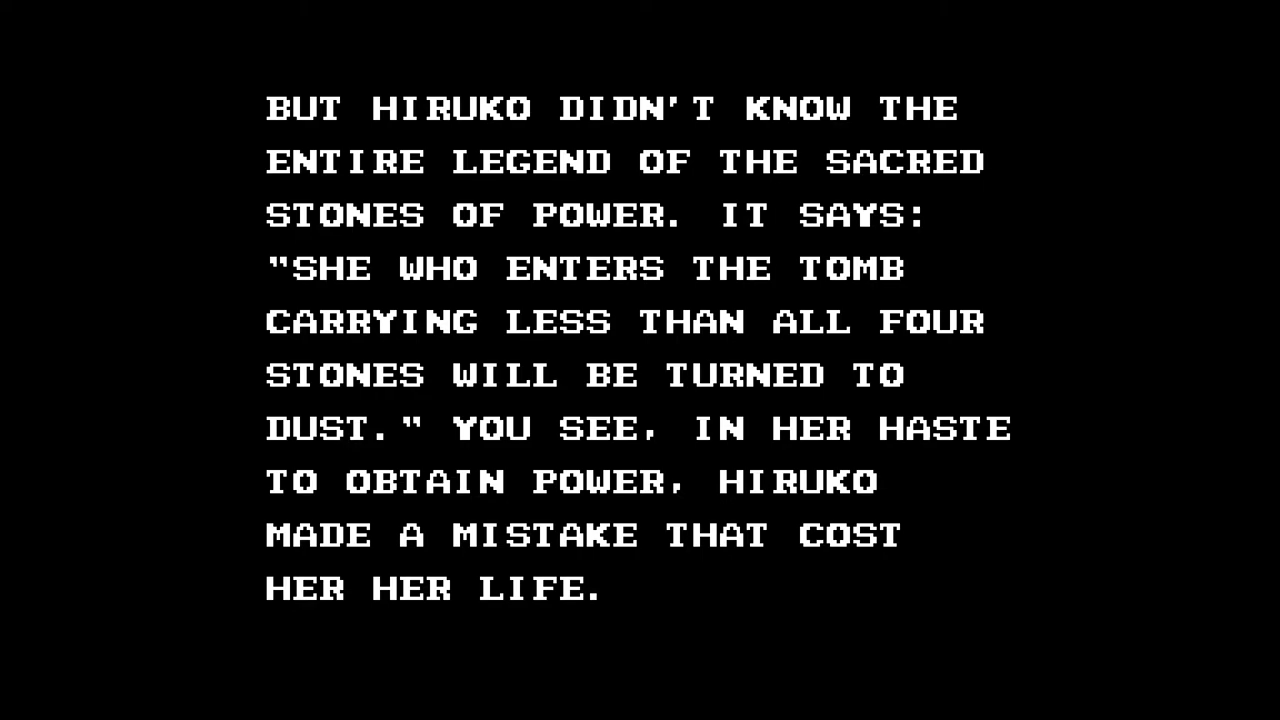 BUT HIRUKO DIDN'T KNOW THE
ENTIRE LEGEND OF THE SACRED
STONES OF POWER. IT SAYS:
"SHE WHO ENTERS THE TOMB
CARRYING LESS THAN ALL FOUR
STONES WILL BE TURNED TO
DUST." YOU SEE, IN HER HASTE
TO OBTAIN POWER, HIRUKO
MADE A MISTAKE THAT COST
HER HER LIFE.